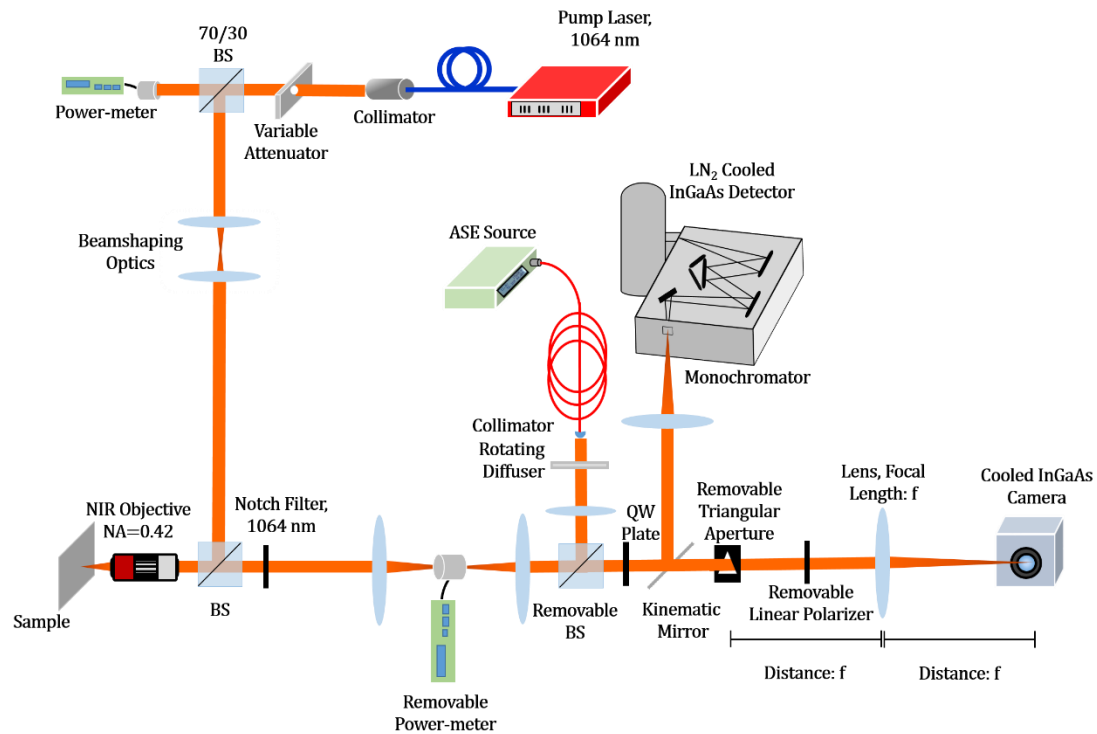 70/30
BS
Pump Laser,
1064 nm
Power-meter
Variable
Attenuator
Collimator
LN₂ Cooled
InGaAs Detector
ASE Source
Beamshaping
Optics
Monochromator
Collimator
Rotating
Diffuser
NIR Objective
NA=0.42
Notch Filter,
1064 nm
QW
Plate
Removable
Triangular
Aperture
Lens, Focal
Length: f
Cooled InGaAs
Camera
Sample
BS
Removable
BS
Kinematic
Mirror
Removable
Linear Polarizer
Distance: f
Distance: f
Removable
Power-meter